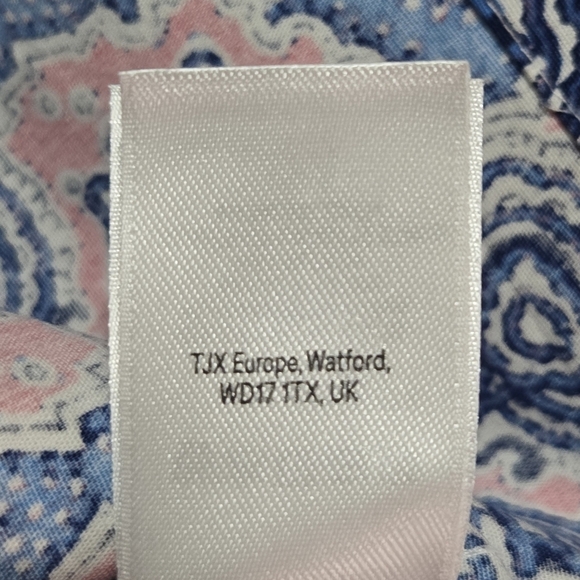 TJX Europe, Watford,
WD17 1TX, UK